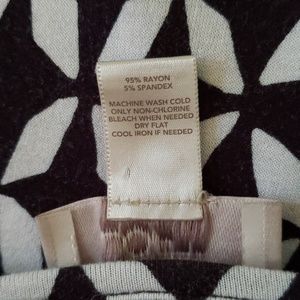 95% RAYON
5% SPANDEX
MACHINE WASH COLD
ONLY NON-CHLORINE
BLEACH WHEN NEEDED
DRY FLAT
COOL IRON IF NEEDED